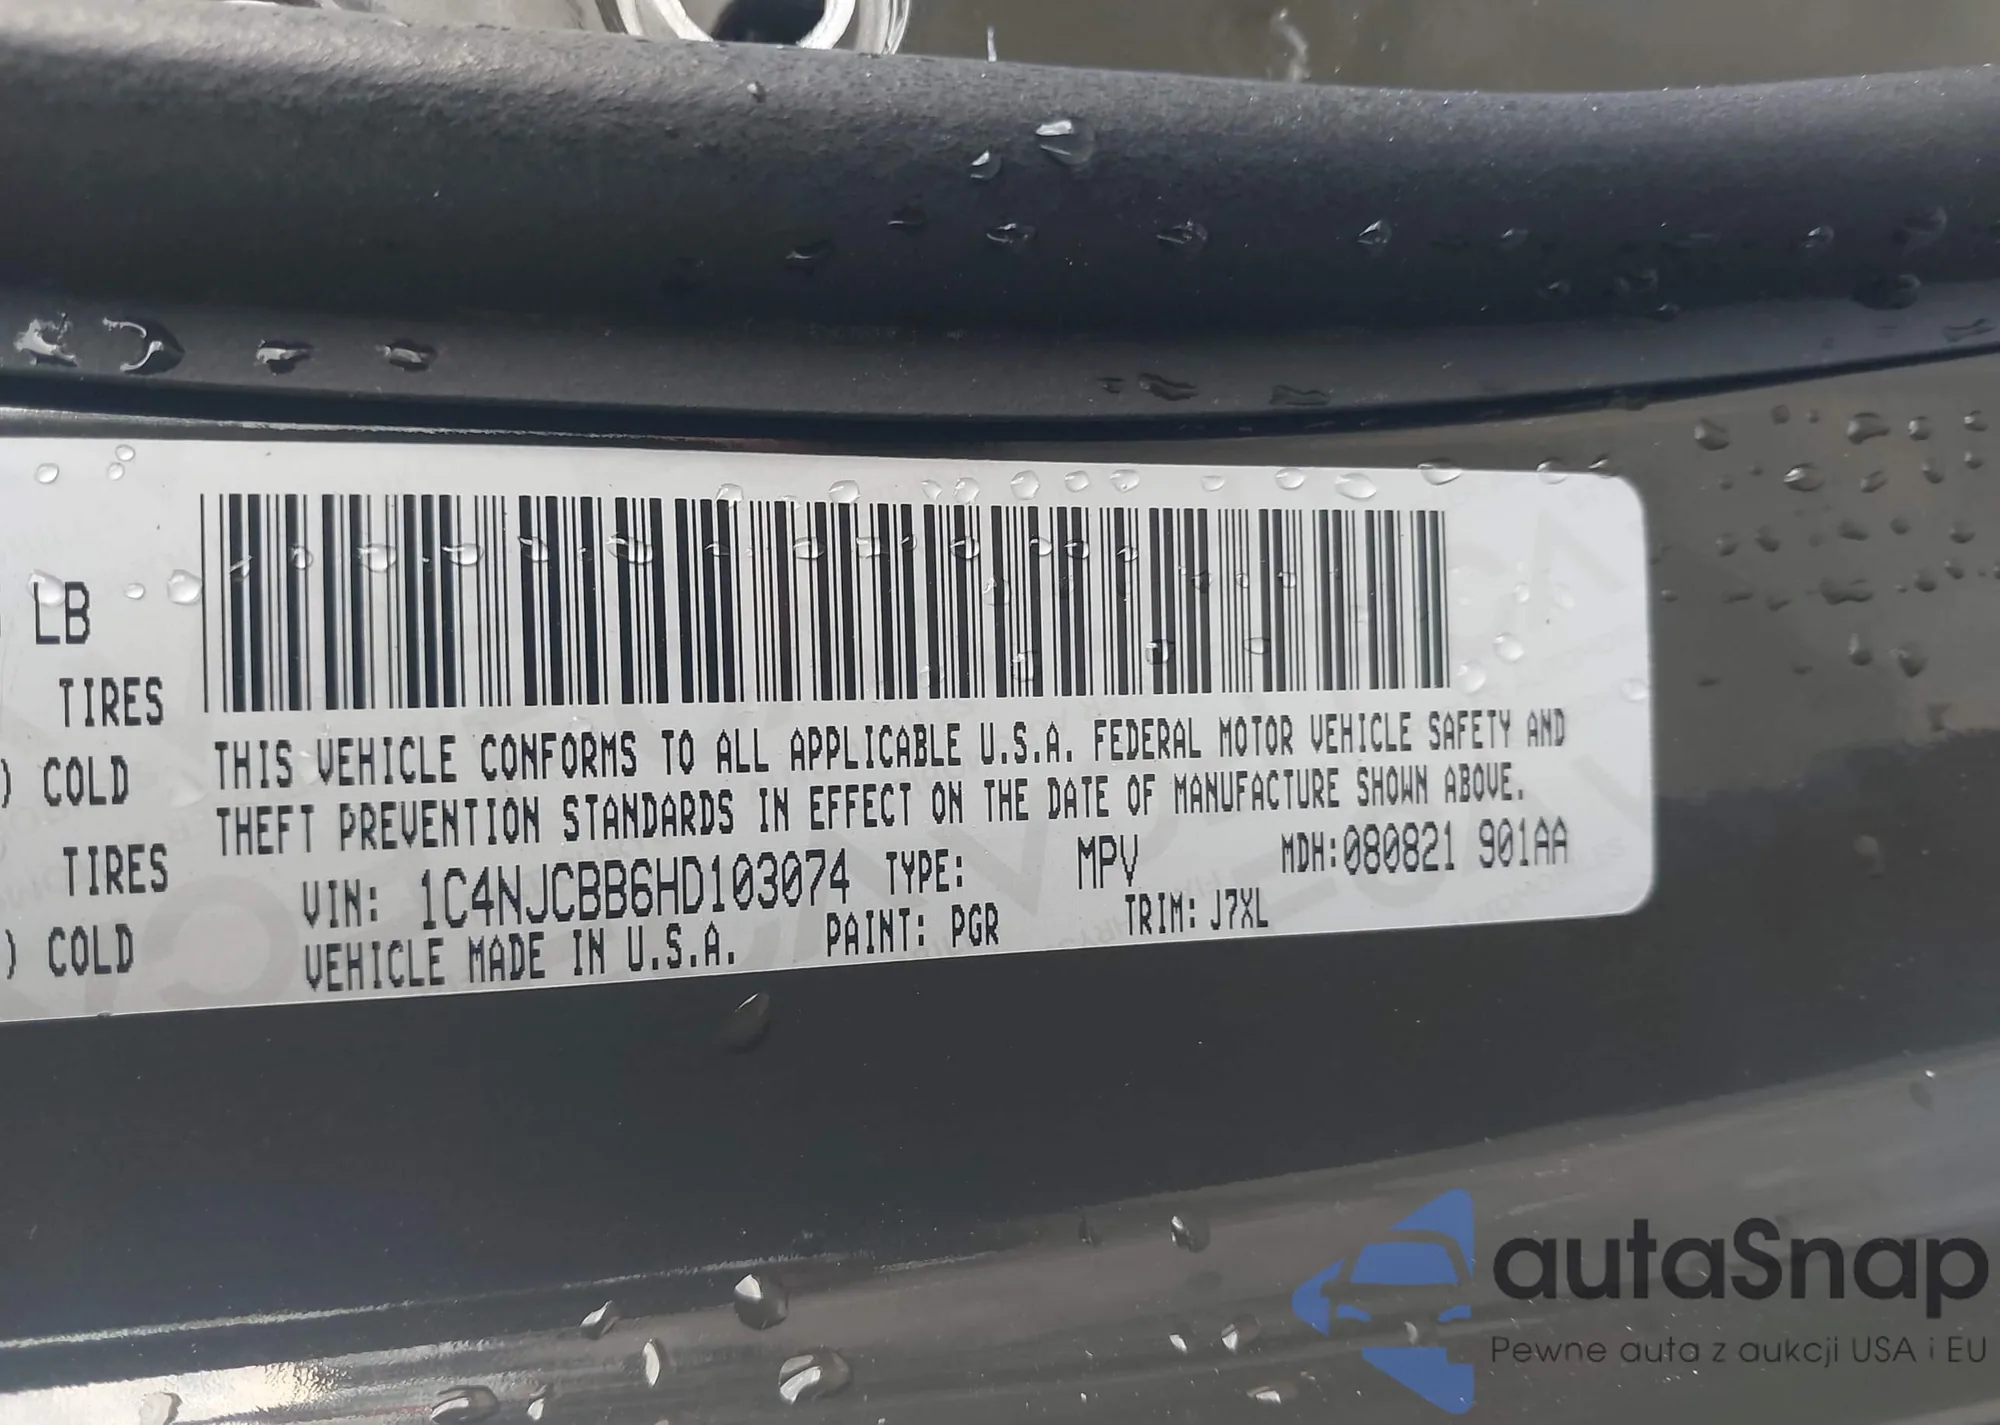 LB
TIRES
) COLD
TIRES
) COLD
THIS VEHICLE CONFORMS TO ALL APPLICABLE U.S.A. FEDERAL MOTOR VEHICLE SAFETY AND
THEFT PREVENTION STANDARDS IN EFFECT ON THE DATE OF MANUFACTURE SHOWN ABOVE.
VIN: 1C4NJCBB6HD103074 TYPE: MPV MDH:080821 901AA
VEHICLE MADE IN U.S.A. PAINT: PGR TRIM: J7XL
autaSnap
Pewne auta z aukcji USA i EU